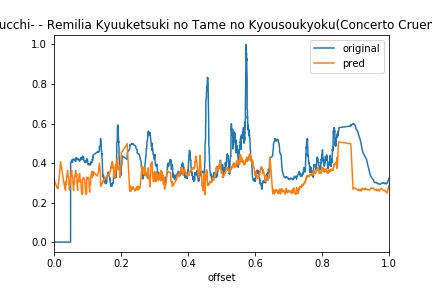 ucchi- - Remilia Kyuuketsuki no Tame no Kyousoukyoku(Concerto Cruen
original
pred
1.0
0.8
0.6
0.4
0.2
0.0
0.0 0.2 0.4 0.6 0.8 1.0
offset